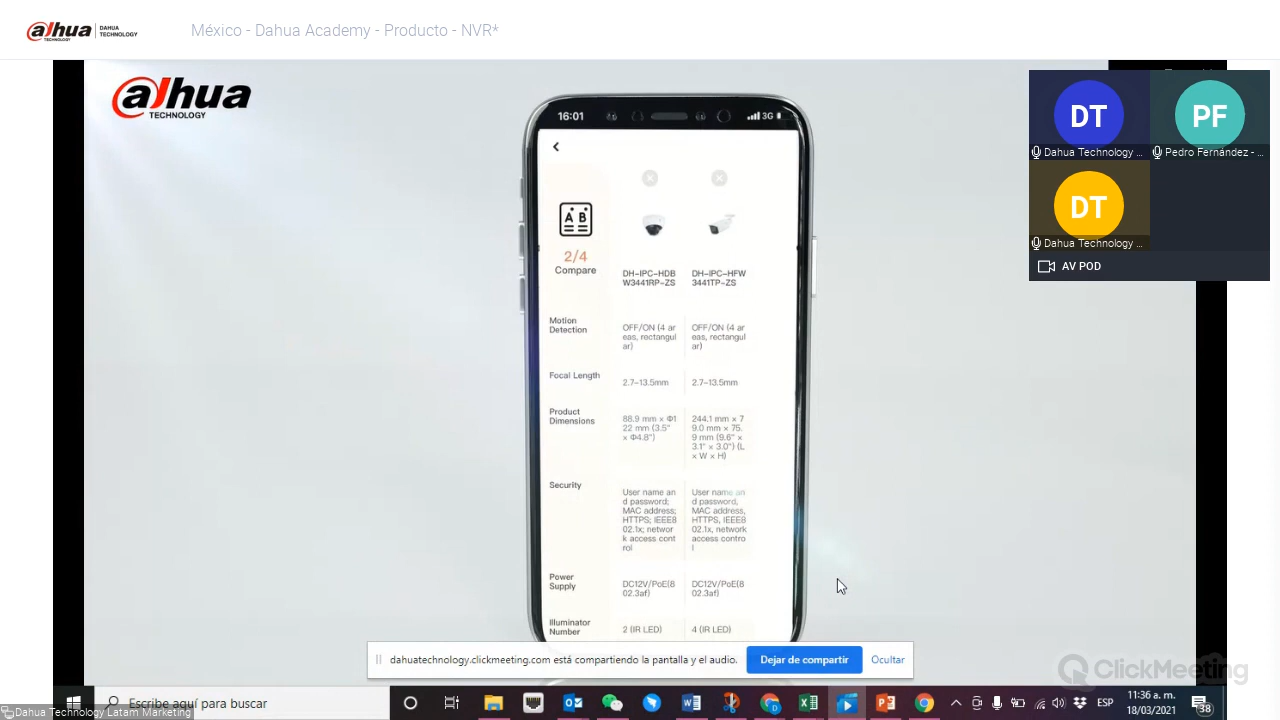 alhua
TECHNOLOGY
DAHUA
TECHNOLOGY
México - Dahua Academy - Producto - NVR*
alhua
TECHNOLOGY
16:01
3G
A B
2/4
Compare
DH-IPC-HDB
W3441RP-ZS
DH-IPC-HFW
3441TP-ZS
Motion
Detection
OFF/ON (4 ar
eas, rectangul
ar)
OFF/ON (4 ar
eas, rectangul
ar)
Focal Length
2.7-13.5mm
2.7-13.5mm
Product
Dimensions
88.9 mm × Φ1
22 mm (3.5"
× Φ4.8")
244.1 mm × 7
9.0 mm × 75.
9 mm (9.6" ×
3.1" × 3.0") (L
× W × H)
Security
User name an
d password;
MAC address;
HTTPS; IEEE8
02.1x; networ
k access cont
rol
User name an
d password,
MAC address,
HTTPS, IEEE8
02.1x, network
access contro
l
Power
Supply
DC12V/PoE(8
02.3af)
DC12V/PoE(8
02.3af)
Illuminator
Number
2 (IR LED)
4 (IR LED)
DT
Dahua Technology ...
PF
Pedro Fernández - ...
DT
Dahua Technology ...
AV POD
dahuatechnology.clickmeeting.com está compartiendo la pantalla y el audio.
Dejar de compartir
Ocultar
ClickMeeting
Escribe aquí para buscar
ESP
11:36 a. m.
18/03/2021
38
Dahua Technology Latam Marketing